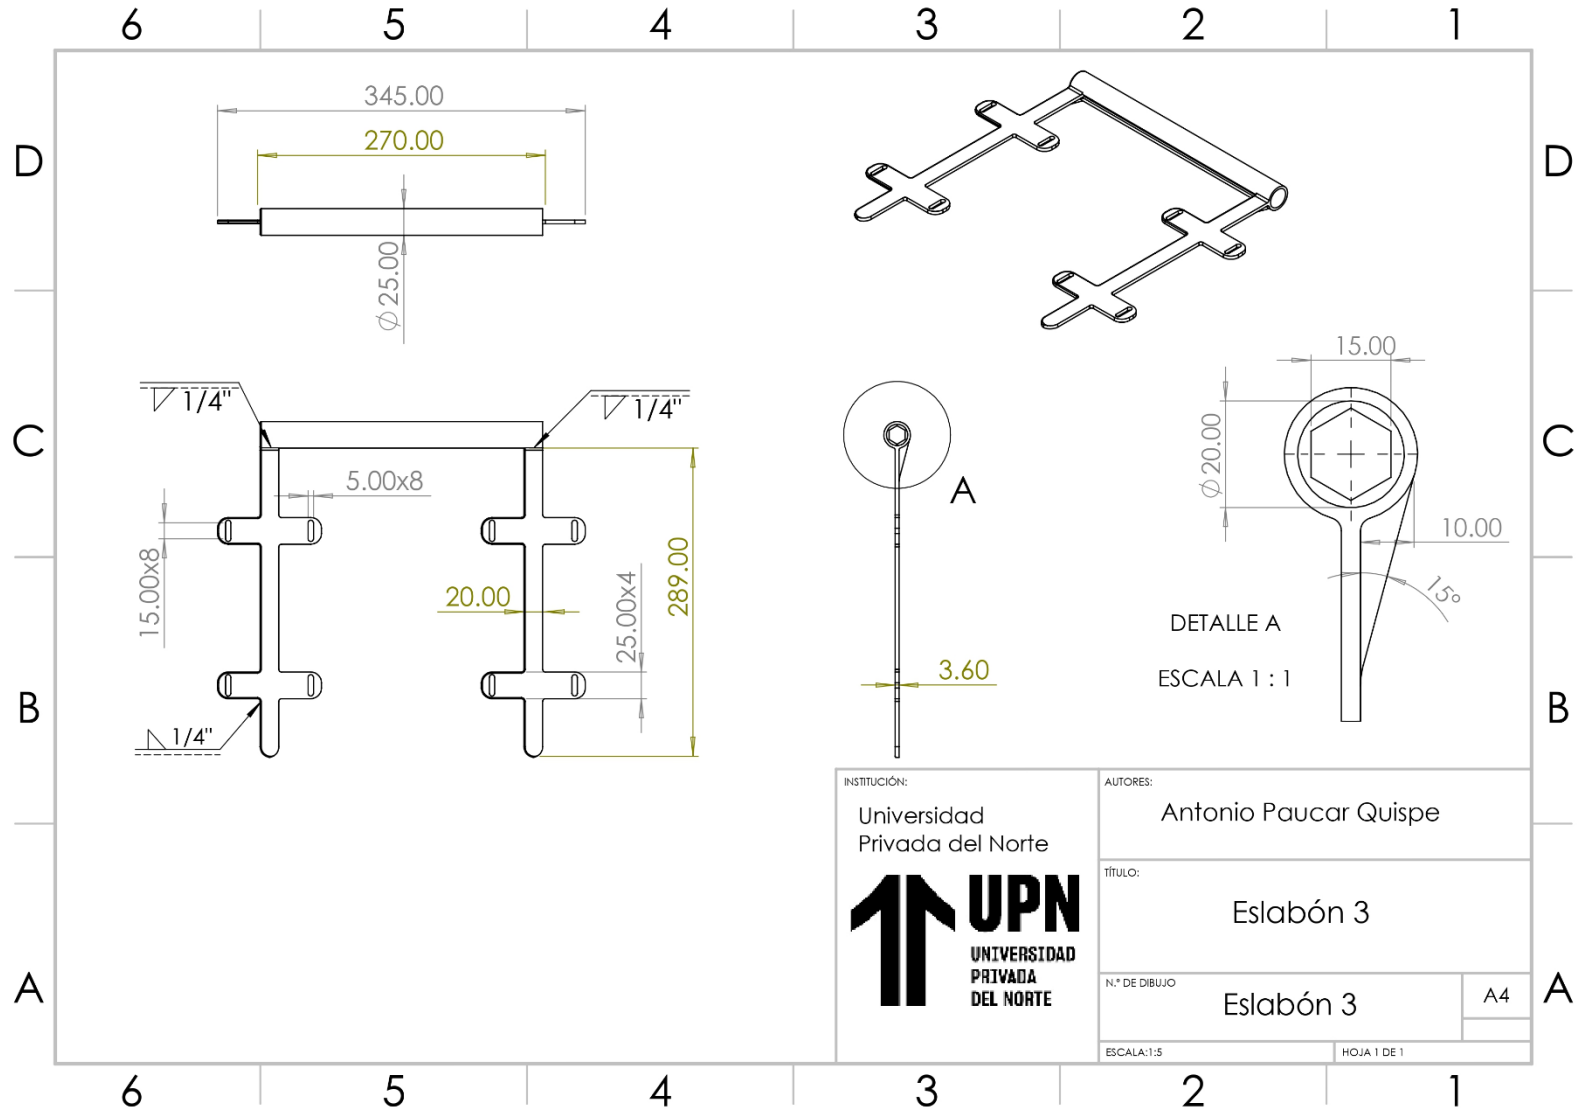 6 5 4 3 2 1
D D
345.00
270.00
Ø 25.00
1/4" 1/4"
15.00
C C
Ø 20.00
5.00x8
A
10.00
15.00x8
289.00
20.00
25.00x4
15°
DETALLE A
ESCALA 1 : 1
3.60
B B
1/4"
INSTITUCIÓN:
Universidad
Privada del Norte
UPN
UNIVERSIDAD
PRIVADA
DEL NORTE
AUTORES:
Antonio Paucar Quispe
TÍTULO:
Eslabón 3
N.º DE DIBUJO
Eslabón 3
A4
A A
ESCALA:1:5
HOJA 1 DE 1
6 5 4 3 2 1